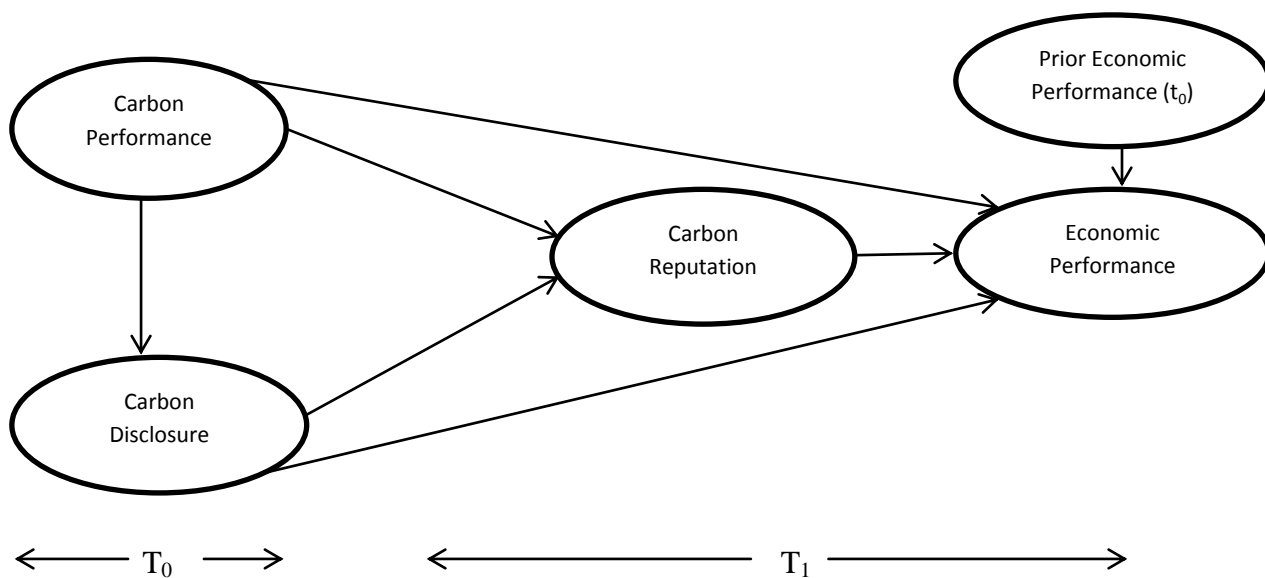 Carbon
Performance
Prior Economic
Performance (t₀)
Carbon
Reputation
Economic
Performance
Carbon
Disclosure
T₀
T₁